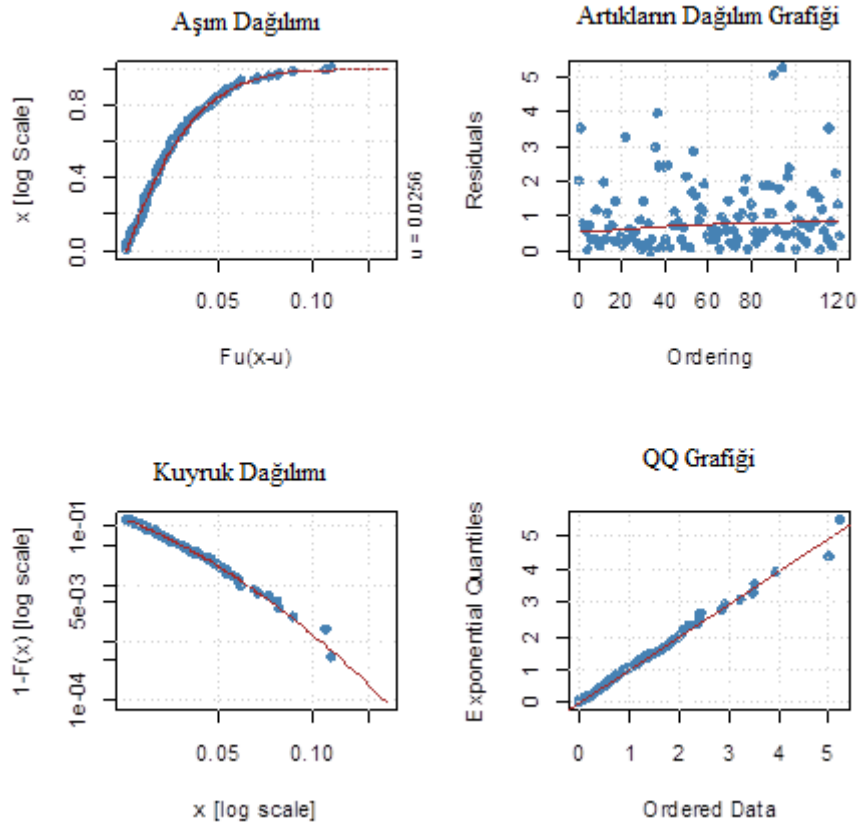 Aşım Dağılımı
x [log Scale]
0.0
0.4
0.8
0.05
0.10
u = 0.0256
Fu(x-u)
Artıkların Dağılım Grafiği
Residuals
0
1
2
3
4
5
0
20
40
60
80
100
120
Ordering
Kuyruk Dağılımı
1-F(x) [log scale]
1e-04
5e-03
1e-01
0.05
0.10
x [log scale]
QQ Grafiği
Exponential Quantiles
0
1
2
3
4
5
0
1
2
3
4
5
Ordered Data